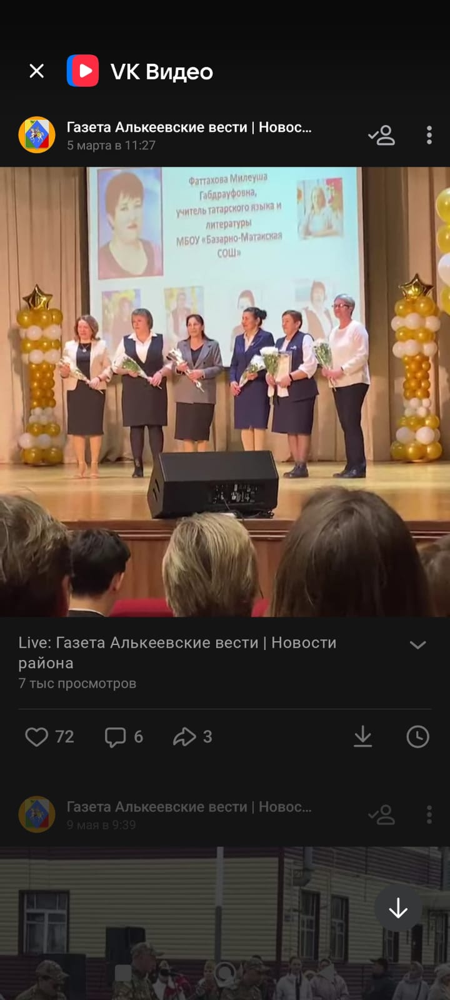 VK Видео
Газета Алькеевские вести | Новос...
5 марта в 11:27
Фаттахова Милеуша
Габдрауфовна,
учитель татарского языка и
литературы
МБОУ «Базарно-Матакская
СОШ»
Live: Газета Алькеевские вести | Новости
района
7 тыс просмотров
72
6
3
Газета Алькеевские вести | Новос...
9 мая в 9:39